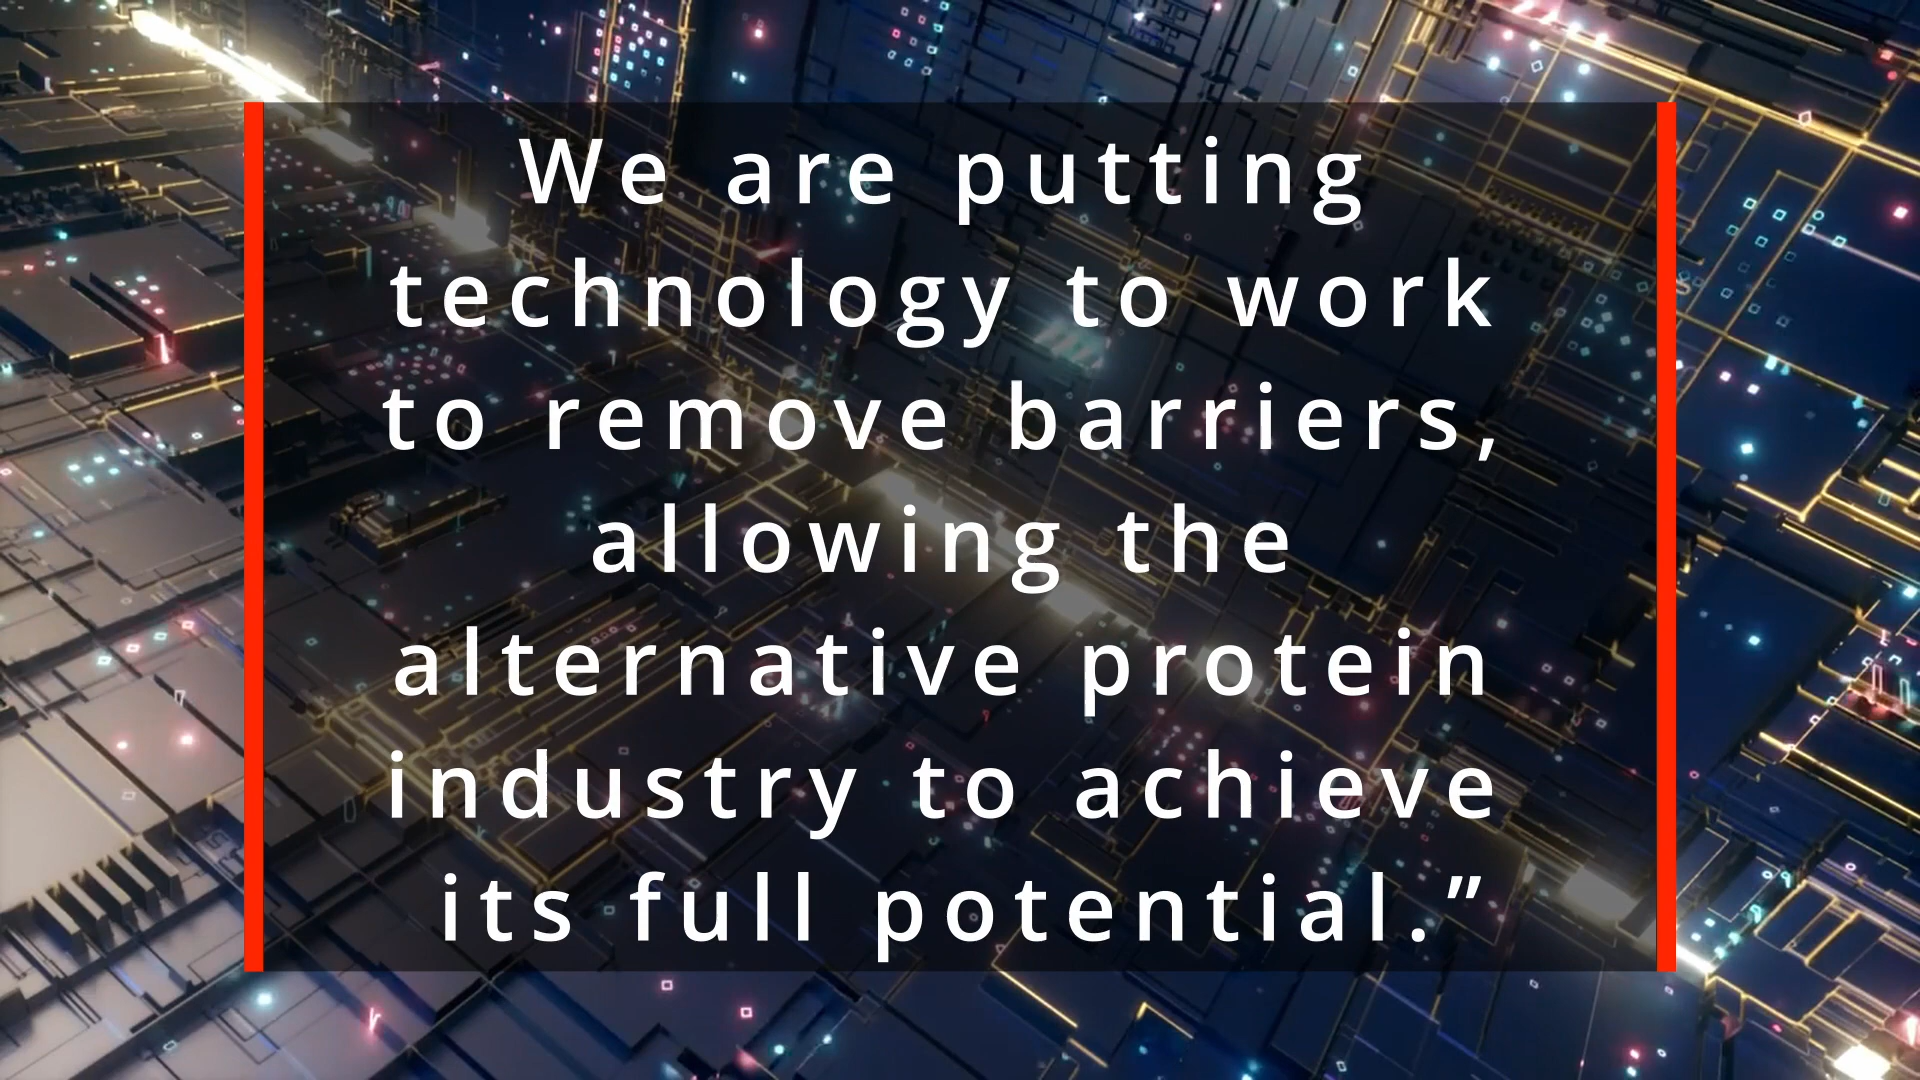 We are putting
technology to work
to remove barriers,
allowing the
alternative protein
industry to achieve
its full potential.”